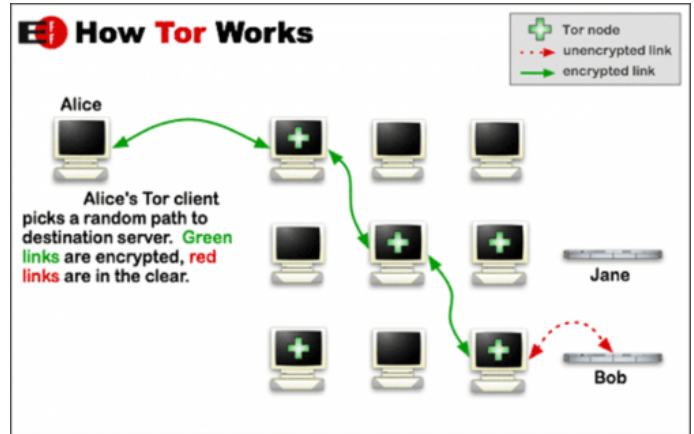 EFF How Tor Works
Tor node
unencrypted link
encrypted link
Alice
Alice's Tor client
picks a random path to
destination server. Green
links are encrypted, red
links are in the clear.
Jane
Bob